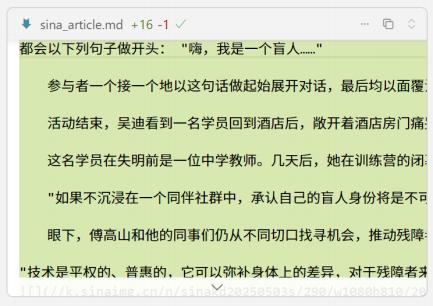 sina_article.md +16 -1
都会以下列句子做开头： "嗨，我是一个盲人……"
参与者一个接一个地以这句话做起始展开对话，最后均以面覆
活动结束，吴迪看到一名学员回到酒店后，敞开着酒店房门痛
这名学员在失明前是一位中学教师。几天后，她在训练营的闭
"如果不沉浸在一个同伴社群中，承认自己的盲人身份将是不可
眼下，傅高山和他的同事们仍从不同切口找寻机会，推动残障
"技术是平权的、普惠的，它可以弥补身体上的差异，对于残障者来